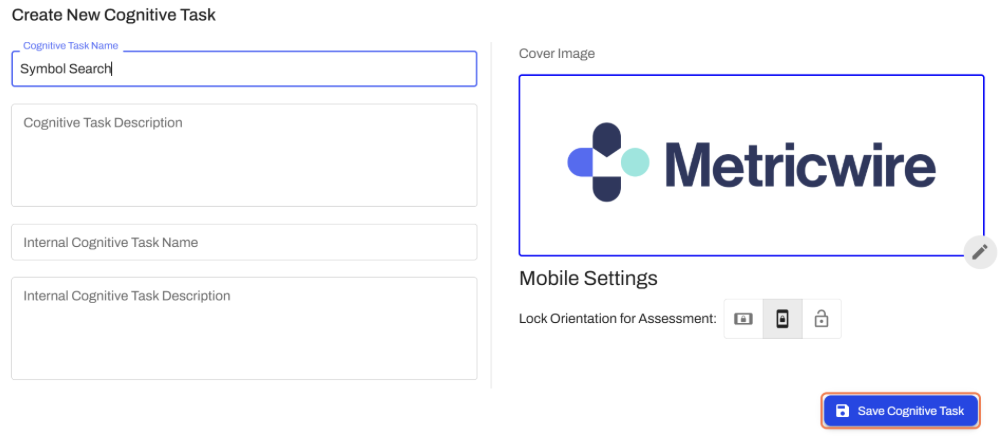 Create New Cognitive Task
Cognitive Task Name
Symbol Search
Cognitive Task Description
Internal Cognitive Task Name
Internal Cognitive Task Description
Cover Image
Metricwire
Mobile Settings
Lock Orientation for Assessment:
Save Cognitive Task